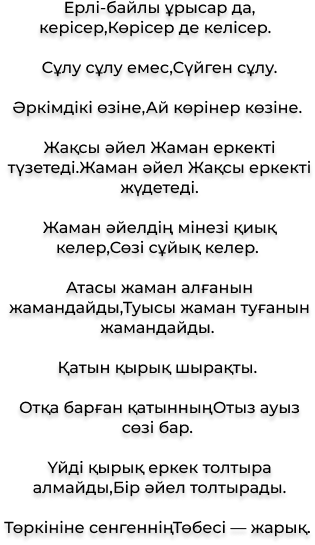 Ерлі-байлы ұрысар да,
керісер,Көрісер де келісер.
Сұлу сұлу емес,Сүйген сұлу.
Әркімдікі өзіне,Ай көрінер көзіне.
Жақсы әйел Жаман еркекті
түзетеді.Жаман әйел Жақсы еркекті
жүдетеді.
Жаман әйелдің мінезі қиық
келер,Сөзі сұйық келер.
Атасы жаман алғанын
жамандайды,Туысы жаман туғанын
жамандайды.
Қатын қырық шырақты.
Отқа барған қатынныңОтыз ауыз
сөзі бар.
Үйді қырық еркек толтыра
алмайды,Бір әйел толтырады.
Төркініне сенгеннің​Төбесі — жарық.